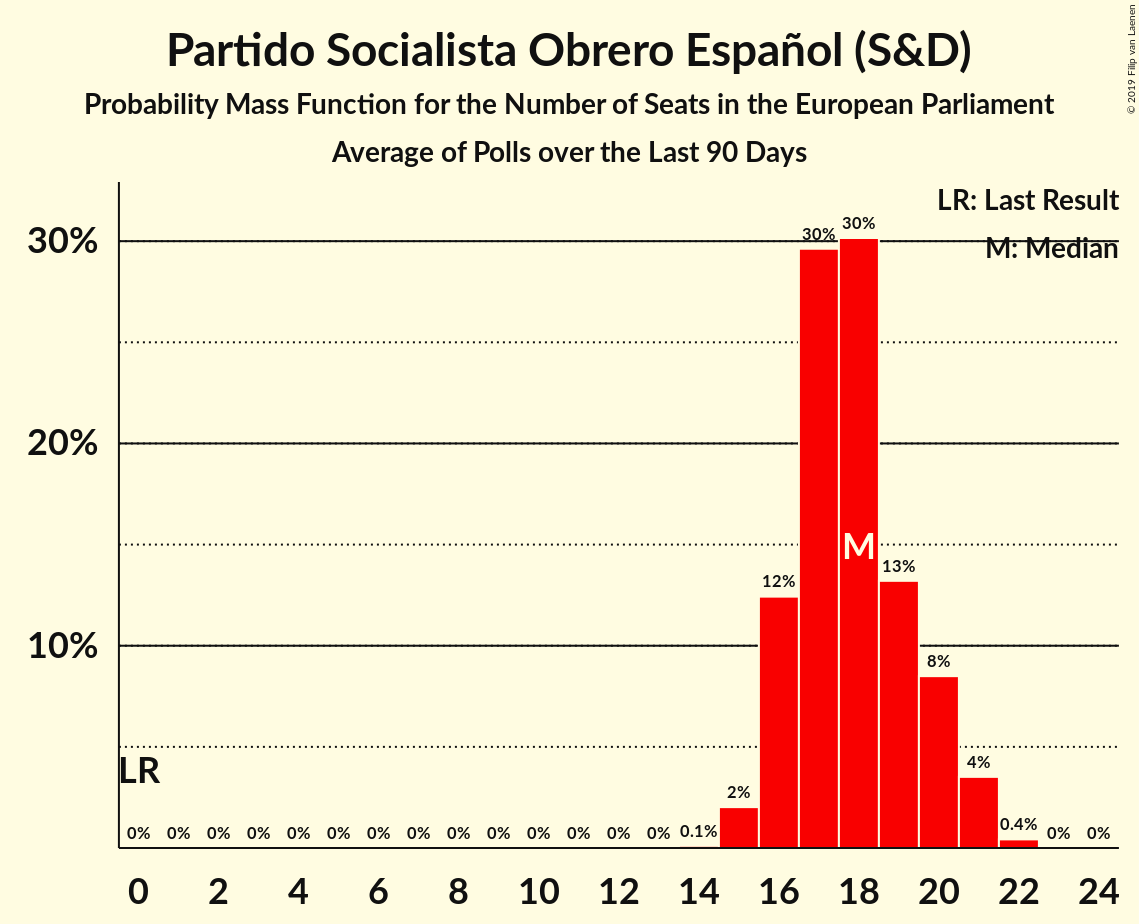 Partido Socialista Obrero Español (S&D)
Probability Mass Function for the Number of Seats in the European Parliament
Average of Polls over the Last 90 Days
© 2019 Filip van Laenen
LR: Last Result
M: Median
30%
20%
10%
30%
30%
M
13%
12%
8%
4%
LR
2%
0% 0% 0% 0% 0% 0% 0% 0% 0% 0% 0% 0% 0% 0% 0.1% 0.4% 0% 0%
0 2 4 6 8 10 12 14 16 18 20 22 24